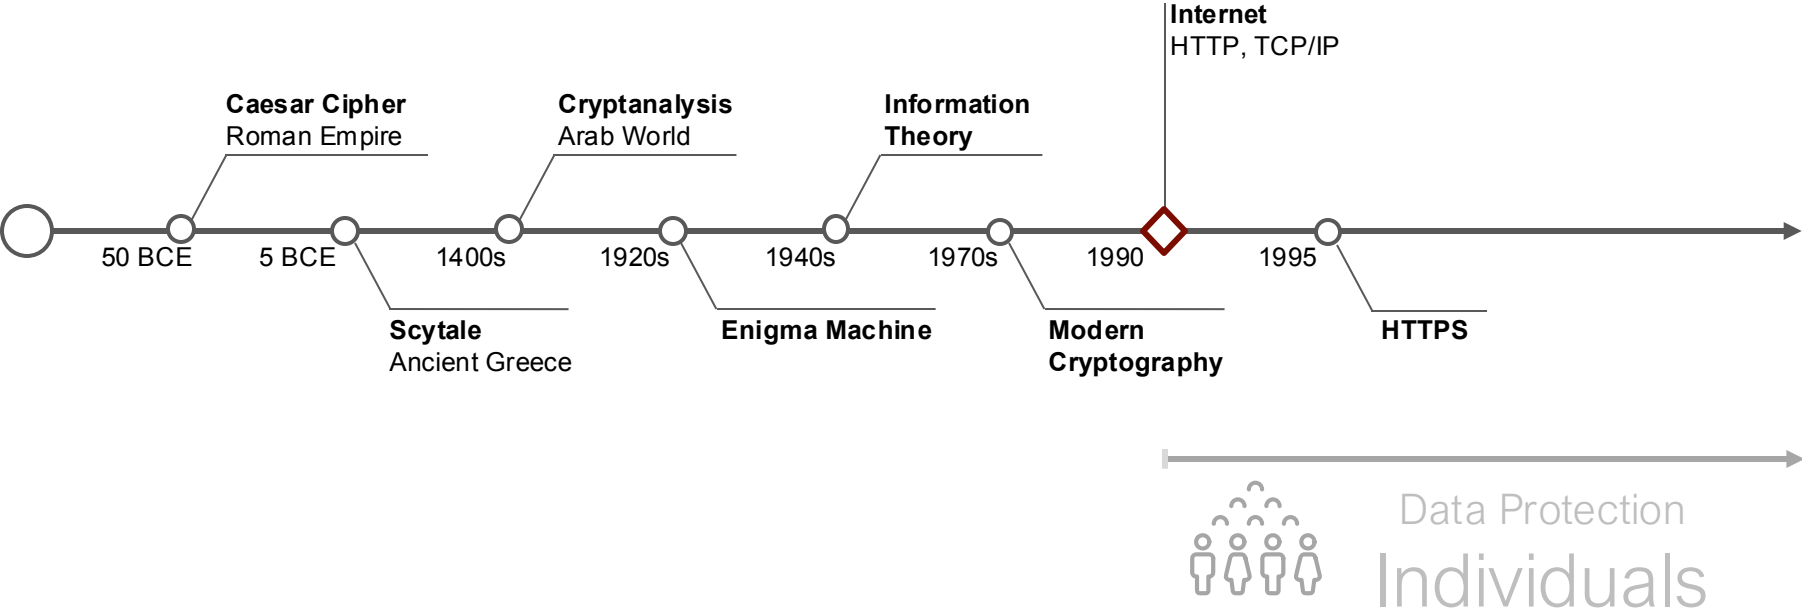 Internet
HTTP, TCP/IP
Caesar Cipher
Roman Empire
Cryptanalysis
Arab World
Information
Theory
50 BCE
5 BCE
1400s
1920s
1940s
1970s
1990
1995
Scytale
Ancient Greece
Enigma Machine
Modern
Cryptography
HTTPS
Data Protection
Individuals